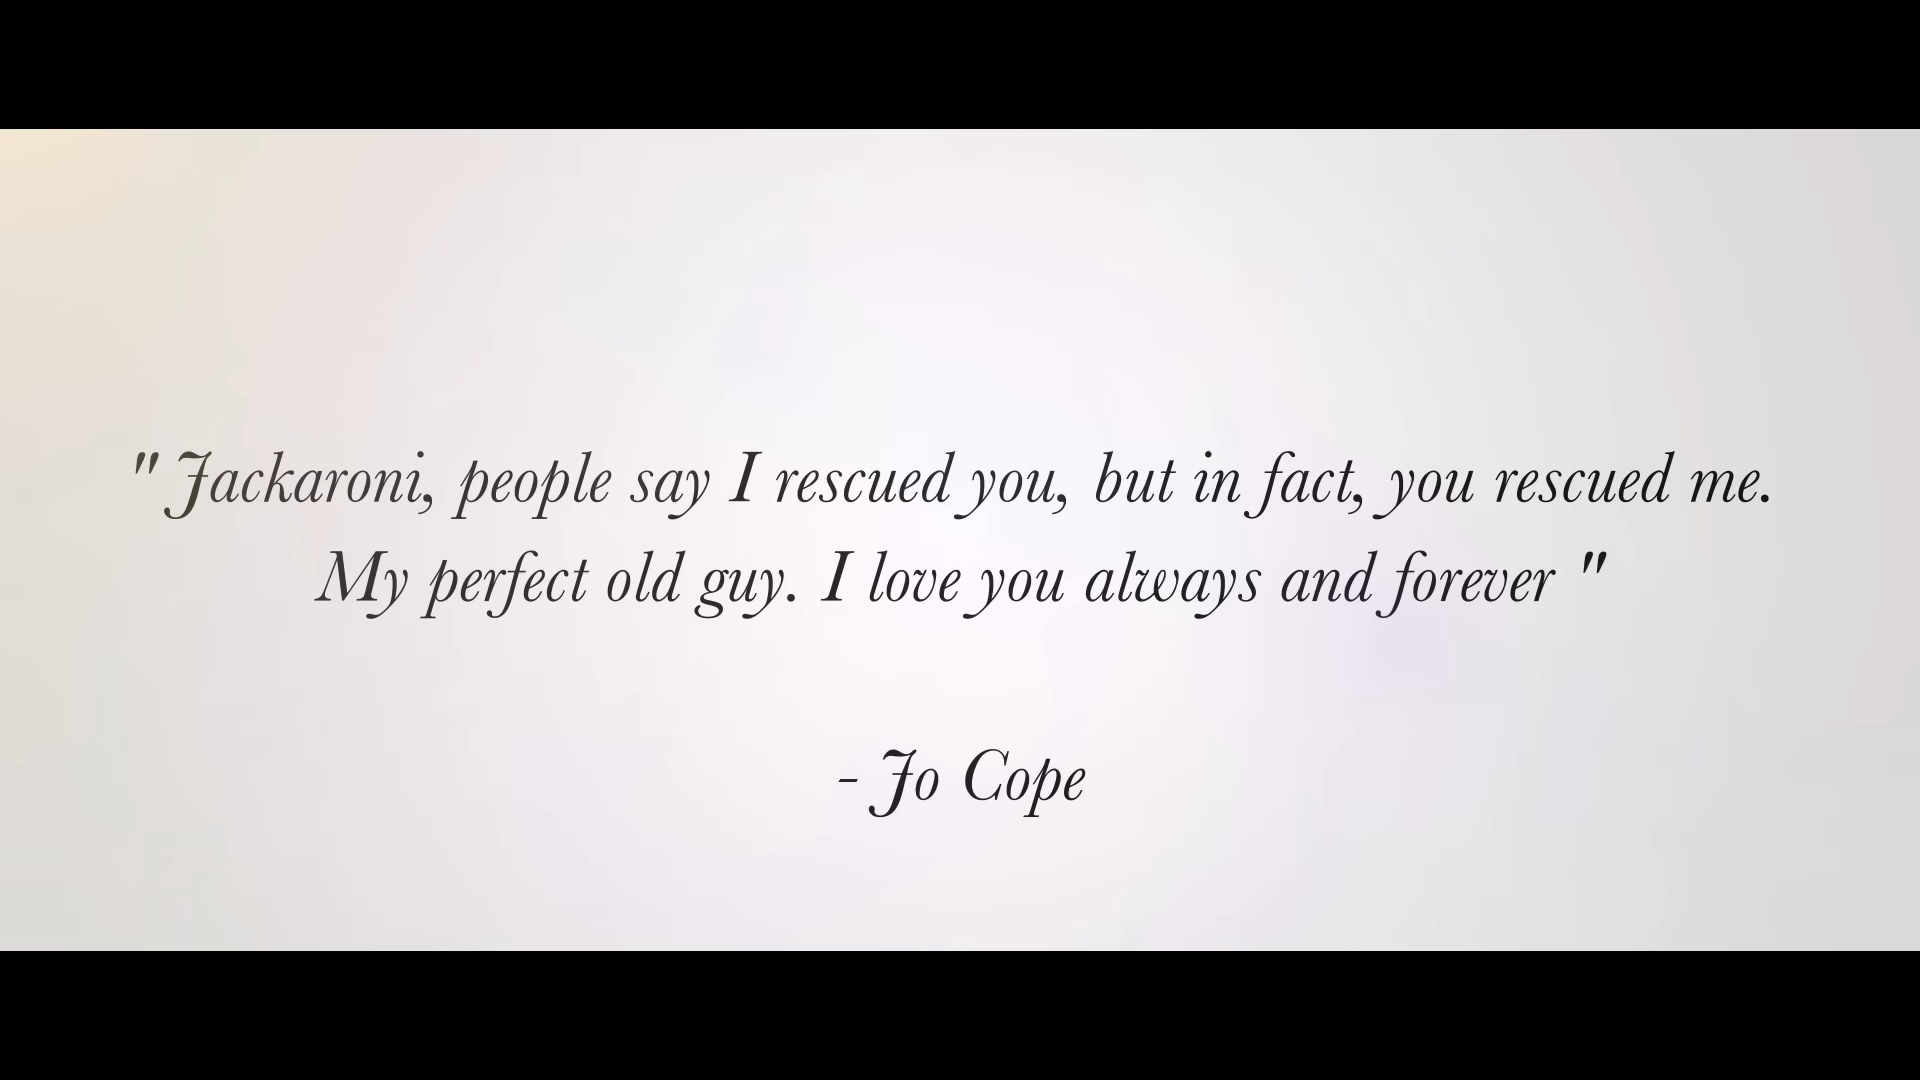 " Jackaroni, people say I rescued you, but in fact, you rescued me.
My perfect old guy. I love you always and forever "
- Jo Cope